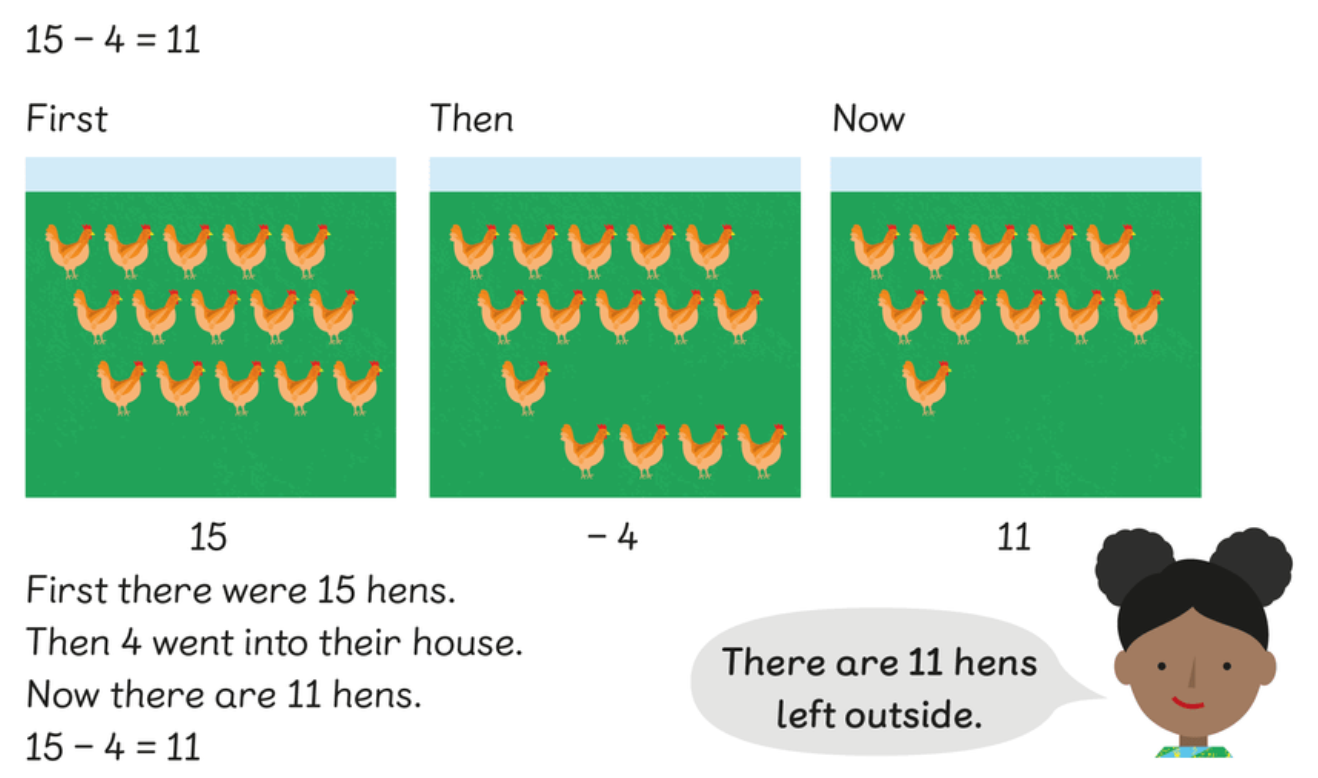 15 − 4 = 11
First
Then
Now
15
− 4
11
First there were 15 hens.
Then 4 went into their house.
Now there are 11 hens.
15 − 4 = 11
There are 11 hens
left outside.